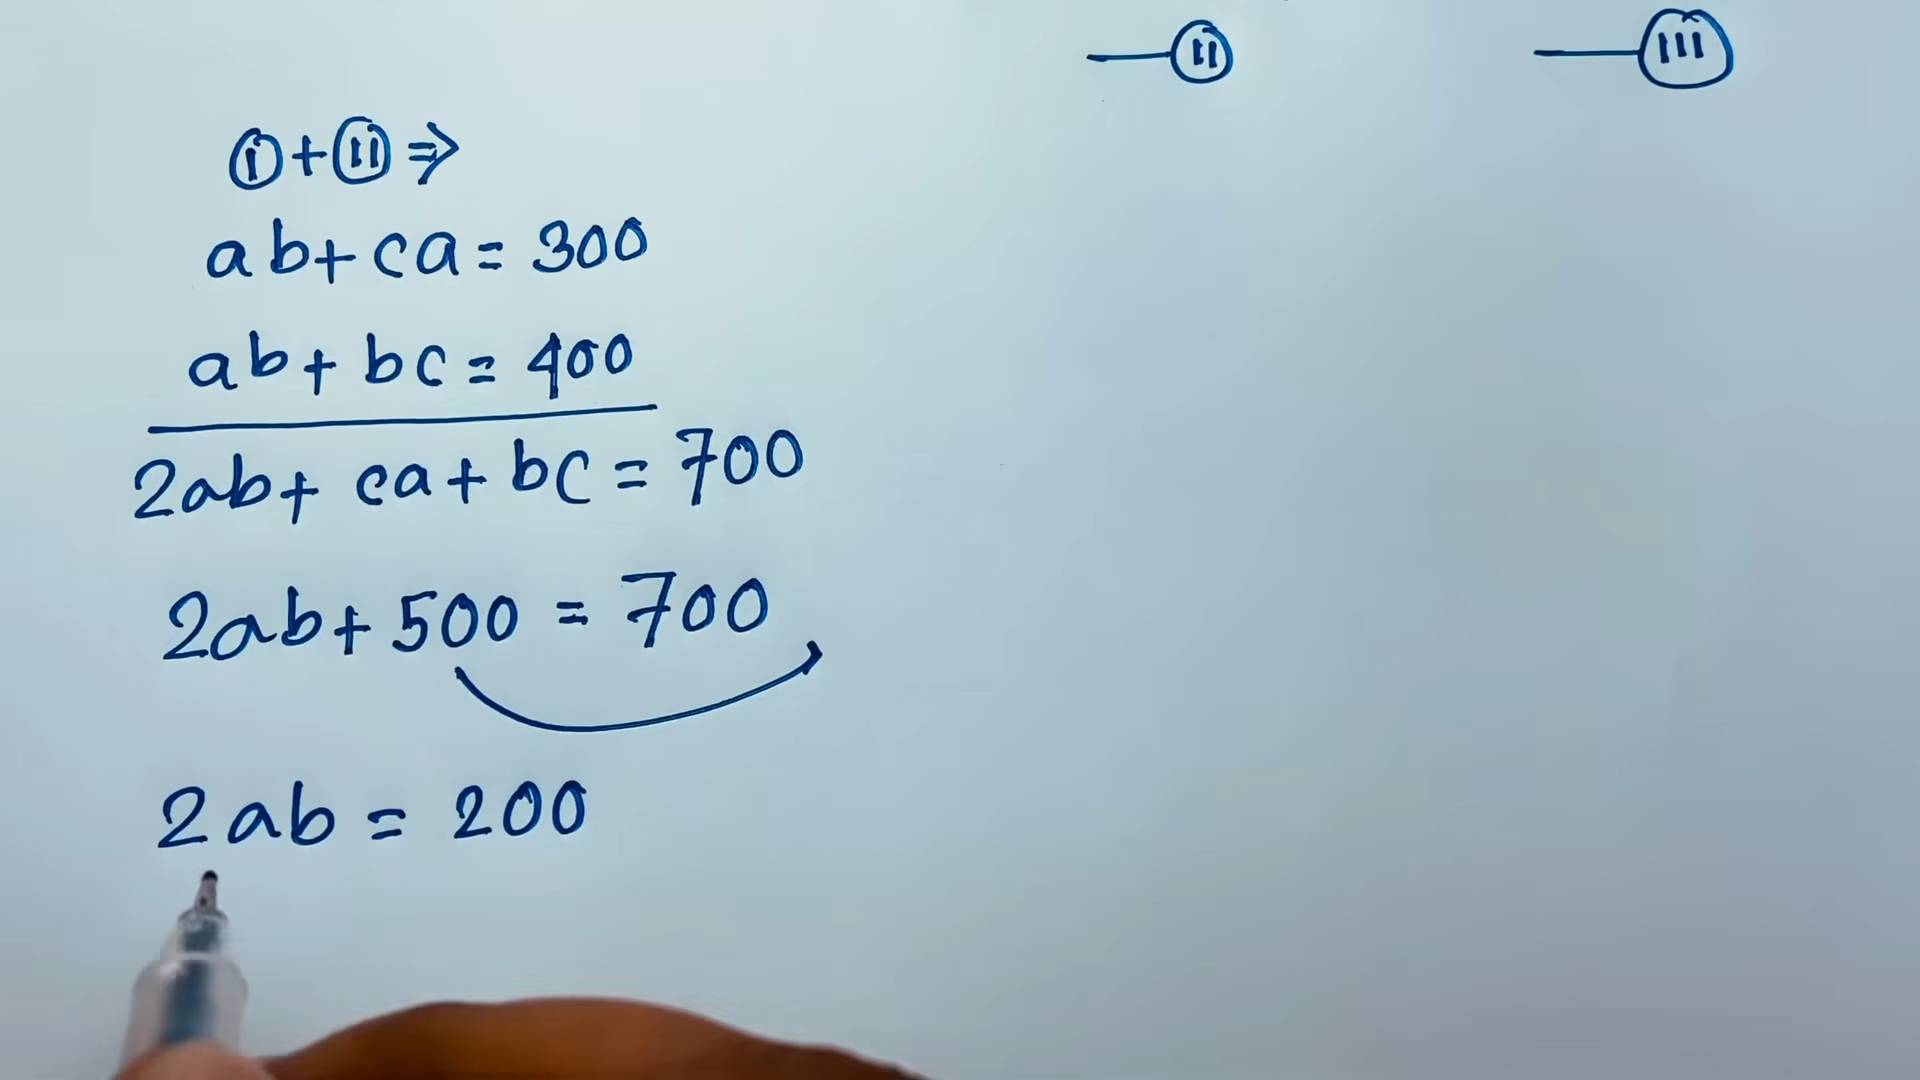 —(ii) —(iii)
(i)+(ii)⇒
ab+ca=300
ab+bc=400
2ab+ca+bc=700
2ab+500=700
2ab=200